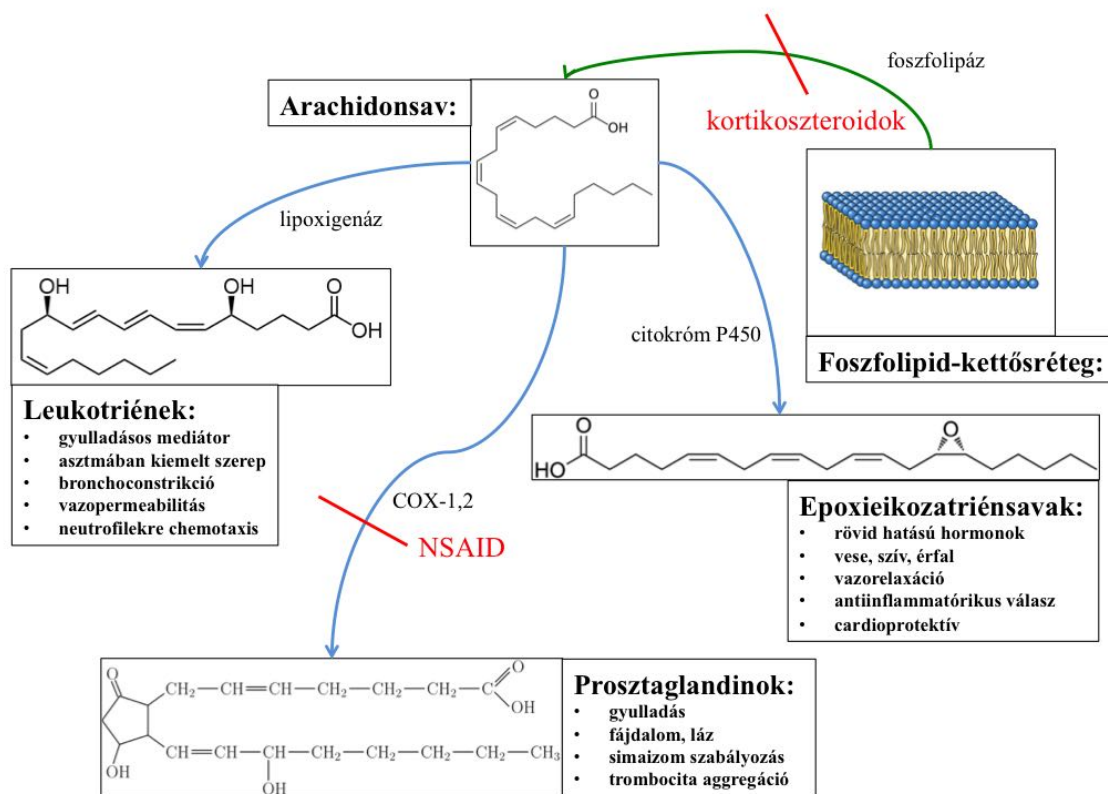 foszfolipáz
kortikoszteroidok
Arachidonsav:
O
OH
Foszfolipid-kettősréteg:
lipoxigenáz
OH
OH
O
OH
Leukotriének:
• gyulladásos mediátor
• asztmában kiemelt szerep
• bronchoconstrikció
• vazopermeabilitás
• neutrofilekre chemotaxis
citokróm P450
O
HO
O
Epoxieikozatriénsavak:
• rövid hatású hormonok
• vese, szív, érfal
• vazorelaxáció
• antiinflammatórikus válasz
• cardioprotektív
COX-1,2
NSAID
O
CH₂—CH=CH—CH₂—CH₂—CH₂—C
O
OH
CH=CH—CH—CH₂—CH₂—CH₂—CH₂—CH₃
OH
OH
Prosztaglandinok:
• gyulladás
• fájdalom, láz
• simaizom szabályozás
• trombocita aggregáció